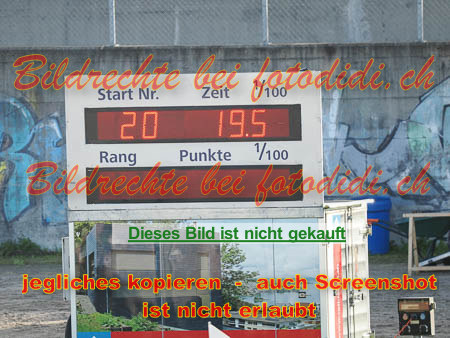 Bildrechte bei fotodidi.ch
Start Nr. Zeit 1/100
20 19.5
Rang Punkte 1/100
Bildrechte bei fotodidi.ch
Dieses Bild ist nicht gekauft
jegliches kopieren - auch Screenshot
ist nicht erlaubt